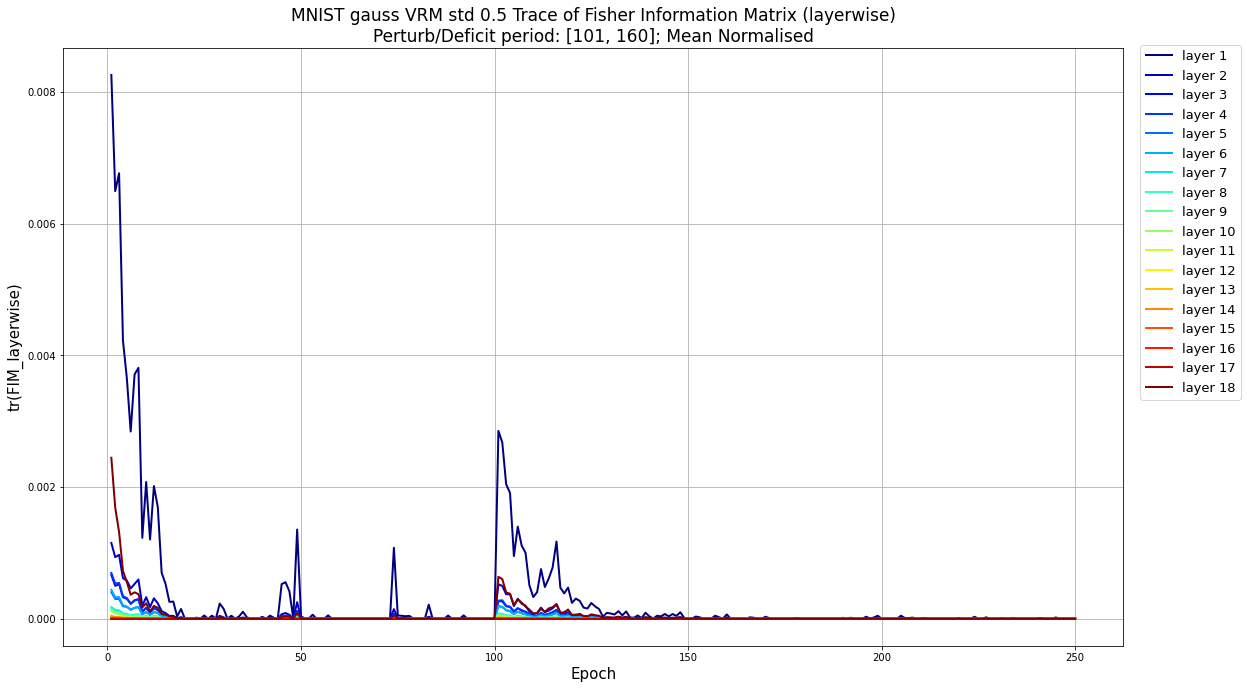 MNIST gauss VRM std 0.5 Trace of Fisher Information Matrix (layerwise)
Perturb/Deficit period: [101, 160]; Mean Normalised
layer 1
layer 2
layer 3
layer 4
layer 5
layer 6
layer 7
layer 8
layer 9
layer 10
layer 11
layer 12
layer 13
layer 14
layer 15
layer 16
layer 17
layer 18
tr(FIM_layerwise)
0.008
0.006
0.004
0.002
0.000
0
50
100
150
200
250
Epoch